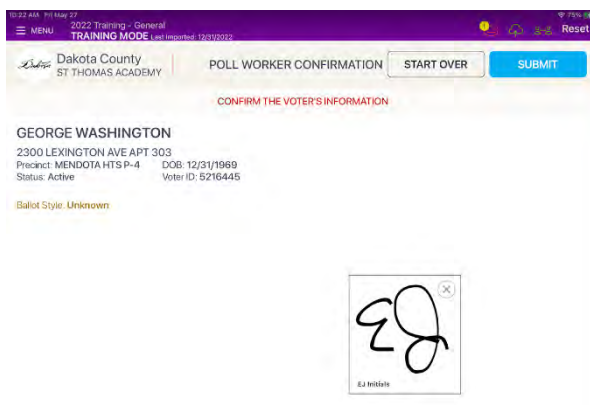 10:22 AM Fri May 27
75%
MENU
2022 Training - General
TRAINING MODE Last Imported: 12/31/2022
Reset
Dakota
Dakota County
ST THOMAS ACADEMY
POLL WORKER CONFIRMATION
START OVER
SUBMIT
CONFIRM THE VOTER'S INFORMATION
GEORGE WASHINGTON
2300 LEXINGTON AVE APT 303
Precinct: MENDOTA HTS P-4 DOB: 12/31/1969
Status: Active Voter ID: 5216445
Ballot Style: Unknown
EJ
EJ Initials